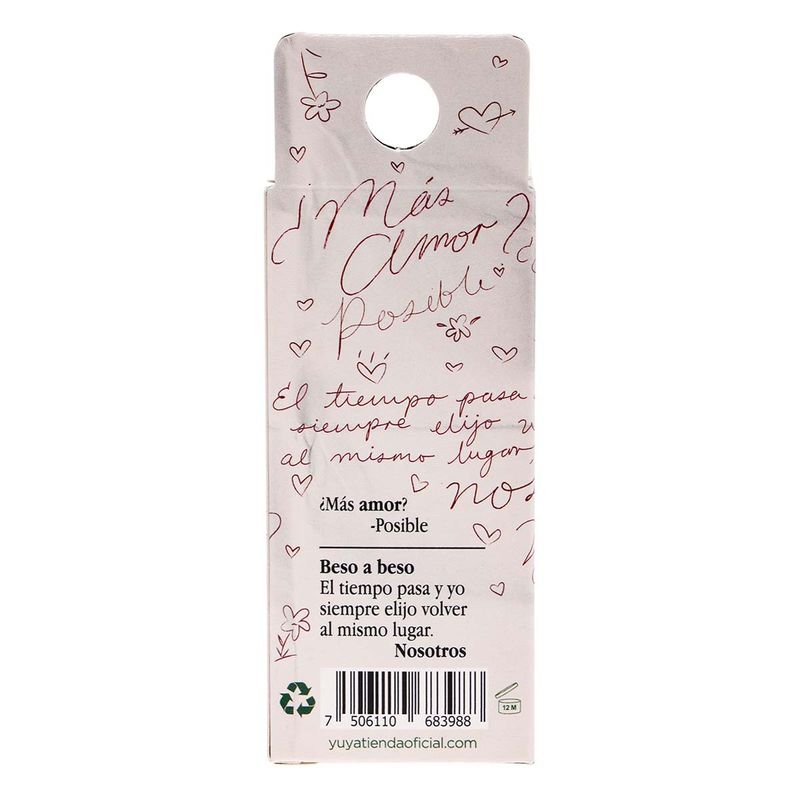 ¿Más
amor?
Posible
El tiempo pasa
siempre elijo v
al mismo lugar,
nos
¿Más amor?
-Posible
Beso a beso
El tiempo pasa y yo
siempre elijo volver
al mismo lugar.
Nosotros
7 506110 683988
12 M
yuyatiendaoficial.com